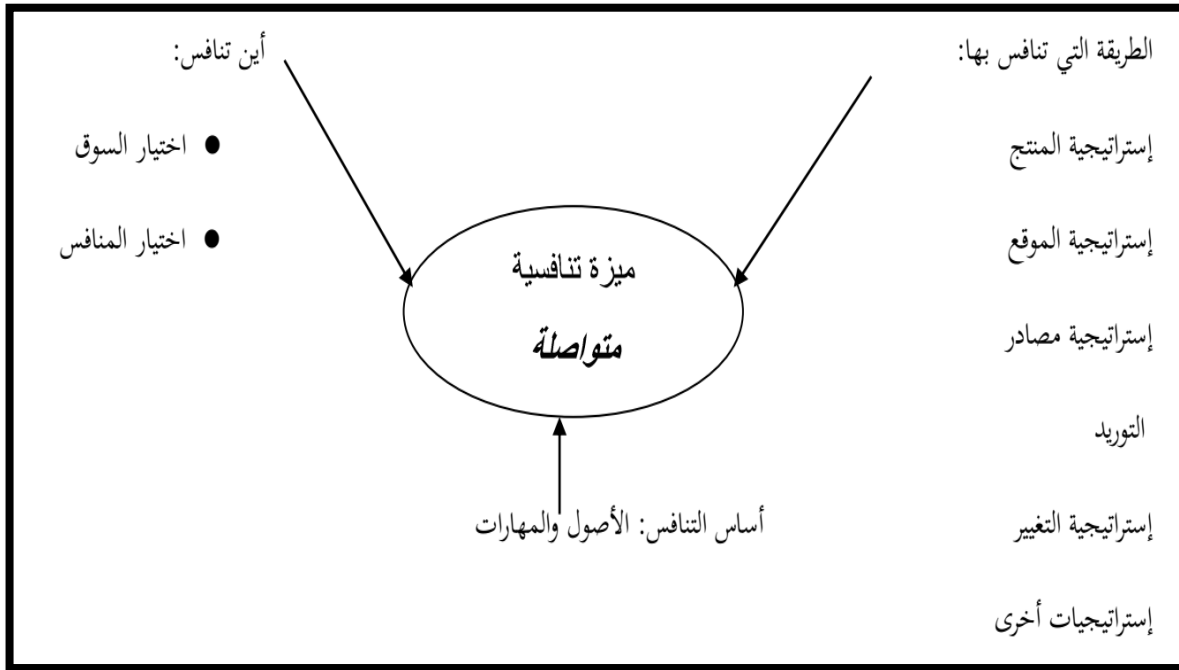 الطريقة التي تنافس بها:
إستراتيجية المنتج
إستراتيجية الموقع
إستراتيجية مصادر
التوريد
إستراتيجية التغيير
إستراتيجيات أخرى
أين تنافس:
● اختيار السوق
● اختيار المنافس
ميزة تنافسية
متواصلة
أساس التنافس: الأصول والمهارات